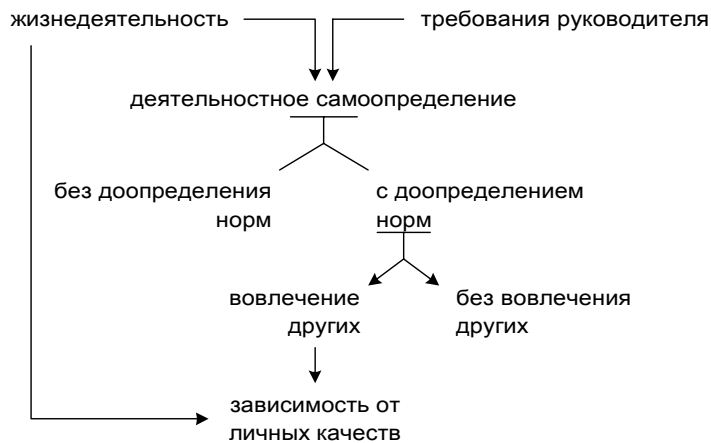 жизнедеятельность
требования руководителя
деятельностное самоопределение
без доопределения
норм
с доопределением
норм
вовлечение
других
без вовлечения
других
зависимость от
личных качеств